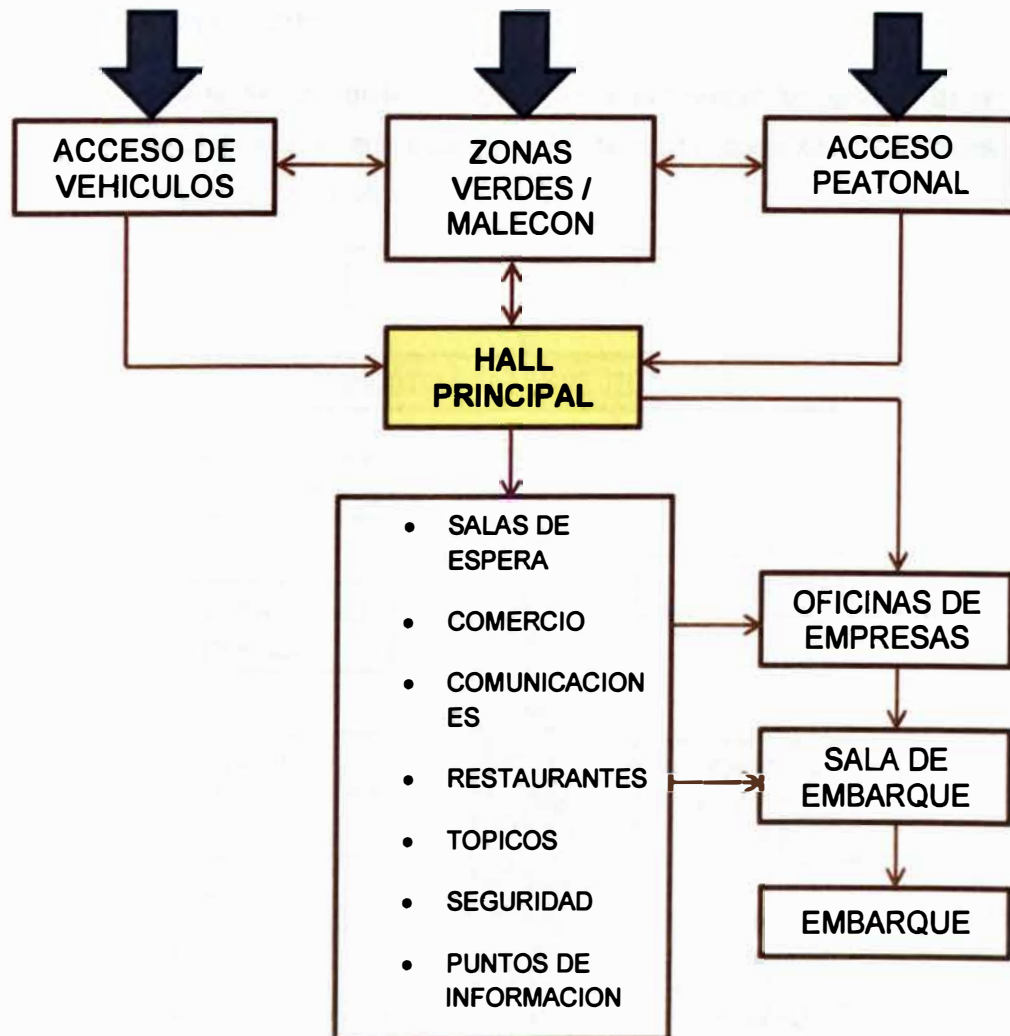 ACCESO DE
VEHICULOS
ZONAS
VERDES /
MALECON
ACCESO
PEATONAL
HALL
PRINCIPAL
• SALAS DE
ESPERA
• COMERCIO
• COMUNICACION
ES
• RESTAURANTES
• TOPICOS
• SEGURIDAD
• PUNTOS DE
INFORMACION
OFICINAS DE
EMPRESAS
SALA DE
EMBARQUE
EMBARQUE